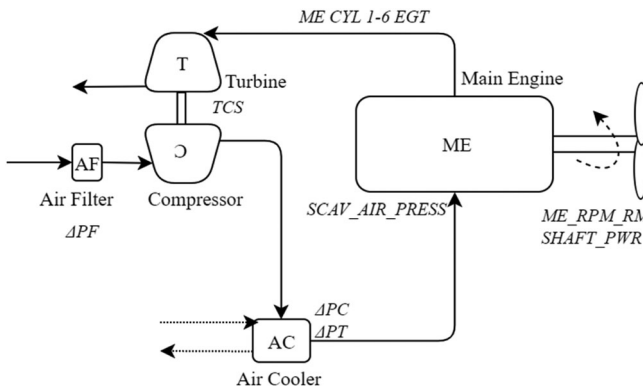 ME CYL 1-6 EGT
T
Turbine
TCS
Main Engine
ME
C
Compressor
AF
Air Filter
ΔPF
SCAV_AIR_PRESS
ME_RPM_RM
SHAFT_PWR
ΔPC
ΔPT
AC
Air Cooler